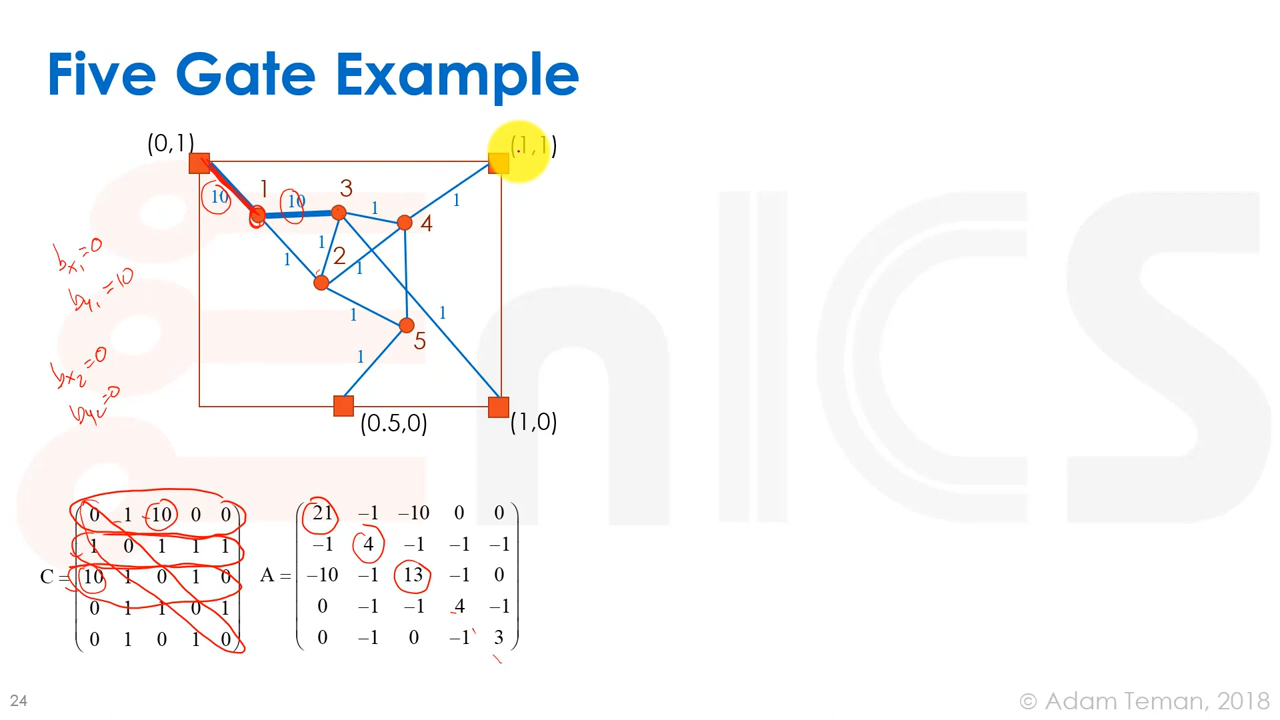 Five Gate Example
(0,1)
(1,1)
10
1
10
3
1
4
1
1
2
1
1
1
1
5
1
(0.5,0)
(1,0)
bx₁=0
by₁=10
bx₂=0
by₂=0
C =
0 1 10 0 0
1 0 1 1 1
10 1 0 1 0
0 1 1 0 1
0 1 0 1 0
A =
21 –1 –10 0 0
–1 4 –1 –1 –1
–10 –1 13 –1 0
0 –1 –1 4 –1
0 –1 0 –1 3
enICS
24
© Adam Teman, 2018